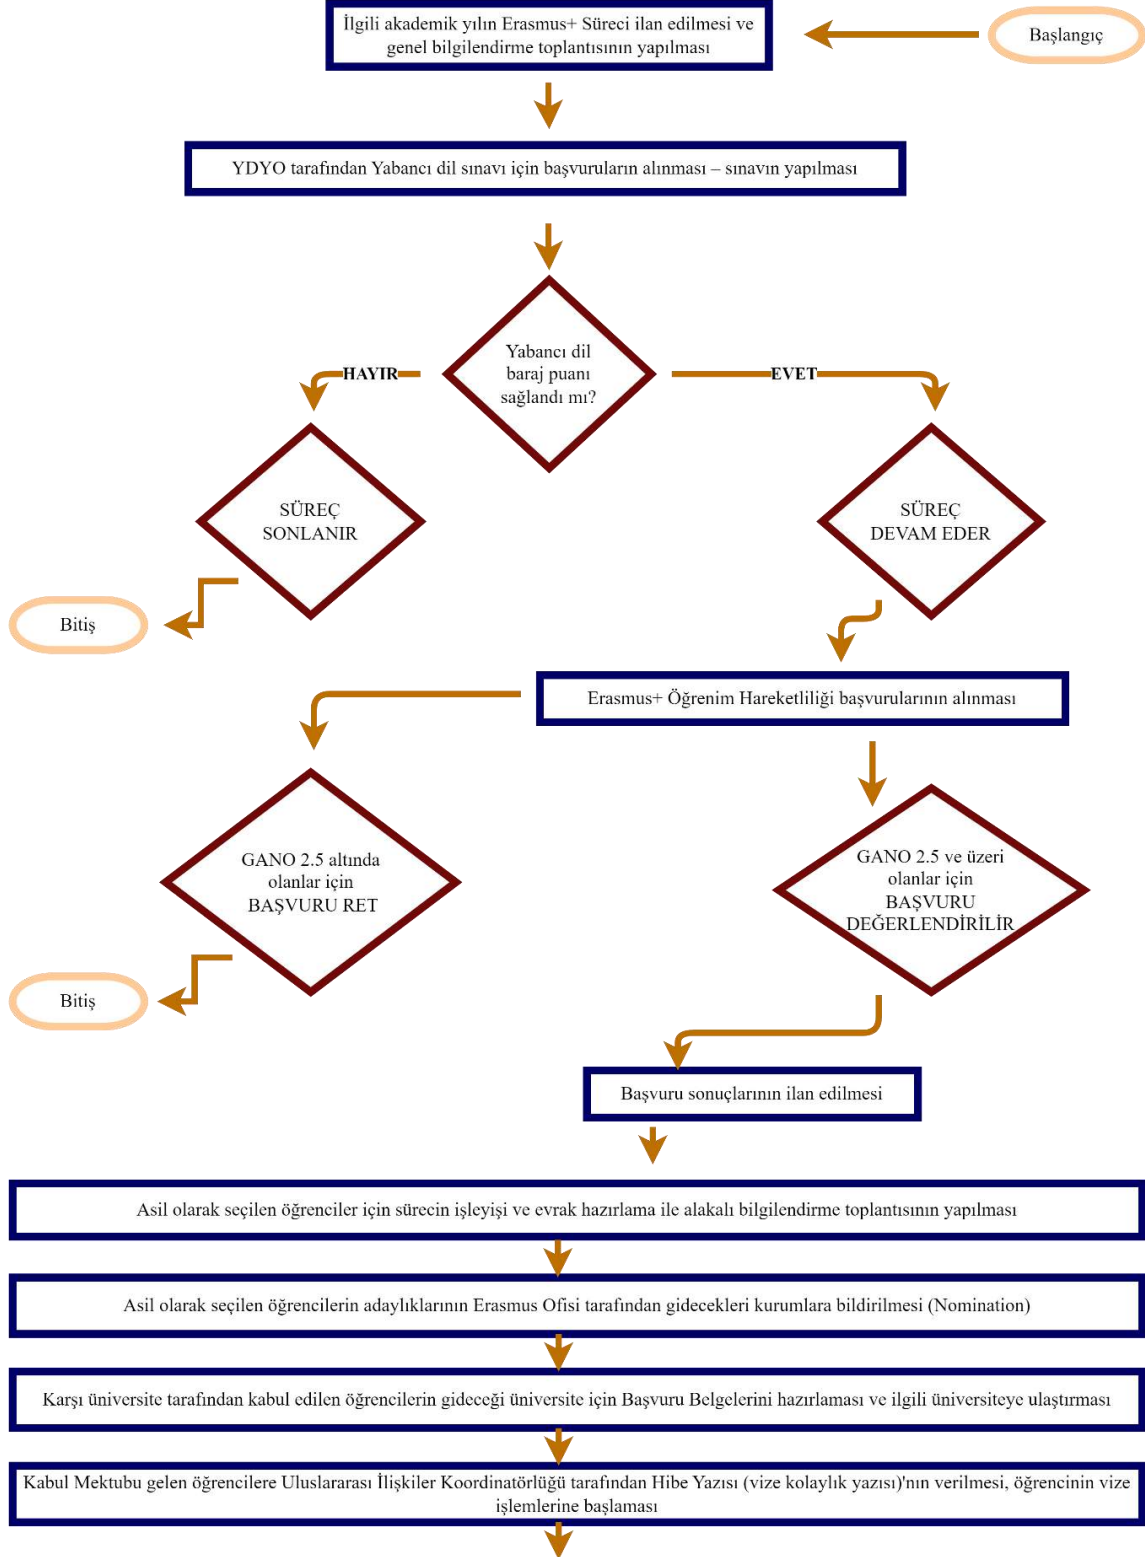 İlgili akademik yılın Erasmus+ Süreci ilan edilmesi ve
genel bilgilendirme toplantısının yapılması
Başlangıç
YDYO tarafından Yabancı dil sınavı için başvuruların alınması – sınavın yapılması
Yabancı dil
baraj puanı
sağlandı mı?
HAYIR
EVET
SÜREÇ
SONLANIR
SÜREÇ
DEVAM EDER
Bitiş
Erasmus+ Öğrenim Hareketliliği başvurularının alınması
GANO 2.5 altında
olanlar için
BAŞVURU RET
GANO 2.5 ve üzeri
olanlar için
BAŞVURU
DEĞERLENDİRİLİR
Bitiş
Başvuru sonuçlarının ilan edilmesi
Asil olarak seçilen öğrenciler için sürecin işleyişi ve evrak hazırlama ile alakalı bilgilendirme toplantısının yapılması
Asil olarak seçilen öğrencilerin adaylıklarının Erasmus Ofisi tarafından gidecekleri kurumlara bildirilmesi (Nomination)
Karşı üniversite tarafından kabul edilen öğrencilerin gideceği üniversite için Başvuru Belgelerini hazırlaması ve ilgili üniversiteye ulaştırması
Kabul Mektubu gelen öğrencilere Uluslararası İlişkiler Koordinatörlüğü tarafından Hibe Yazısı (vize kolaylık yazısı)'nın verilmesi, öğrencinin vize
işlemlerine başlaması